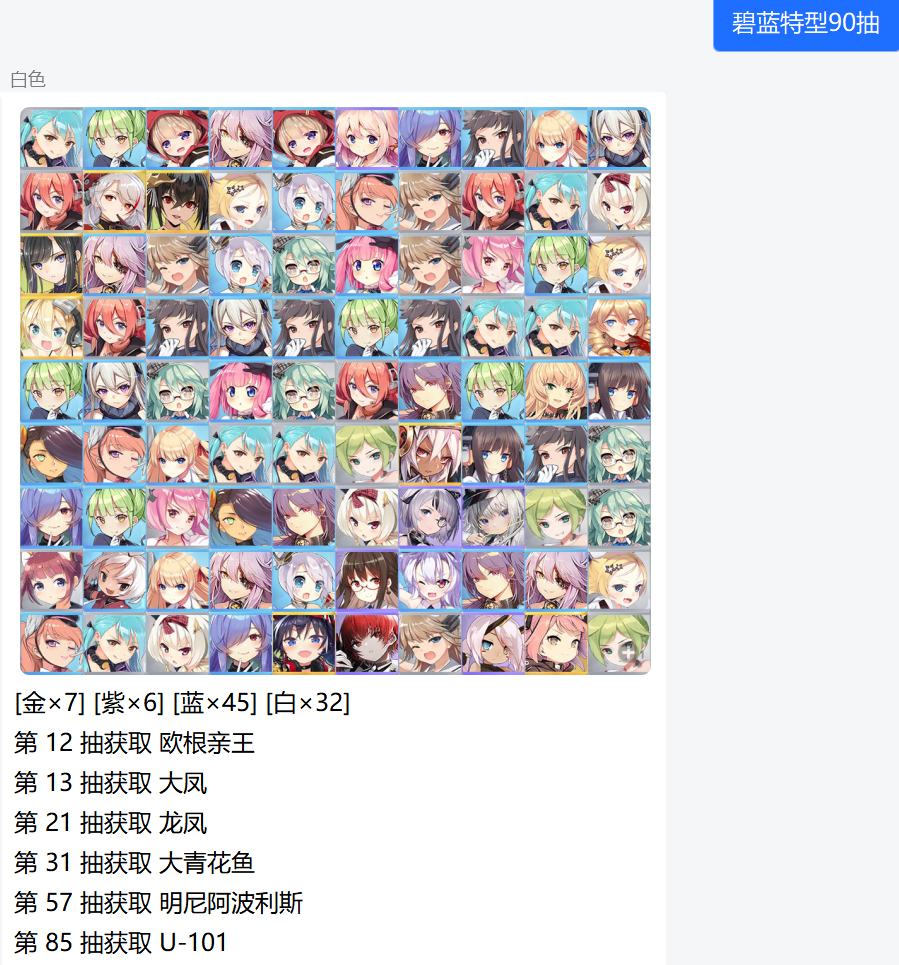 碧蓝特型90抽
白色
[金×7] [紫×6] [蓝×45] [白×32]
第 12 抽获取 欧根亲王
第 13 抽获取 大凤
第 21 抽获取 龙凤
第 31 抽获取 大青花鱼
第 57 抽获取 明尼阿波利斯
第 85 抽获取 U-101